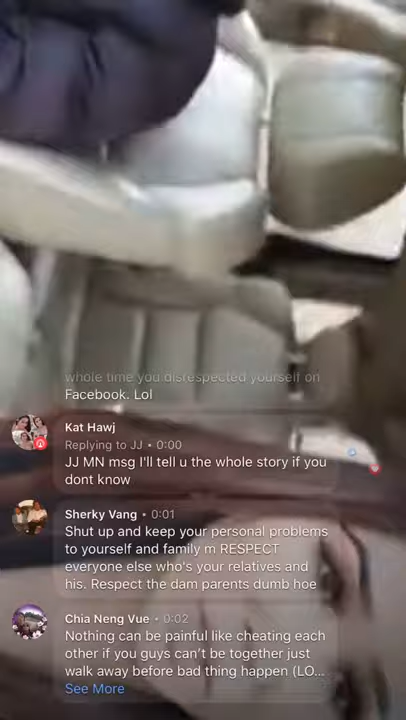 whole time you disrespected yourself on
Facebook. Lol
Kat Hawj
Replying to JJ • 0:00
JJ MN msg I'll tell u the whole story if you
dont know
Sherky Vang • 0:01
Shut up and keep your personal problems
to yourself and family m RESPECT
everyone else who's your relatives and
his. Respect the dam parents dumb hoe
Chia Neng Vue • 0:02
Nothing can be painful like cheating each
other if you guys can't be together just
walk away before bad thing happen (LO...
See More